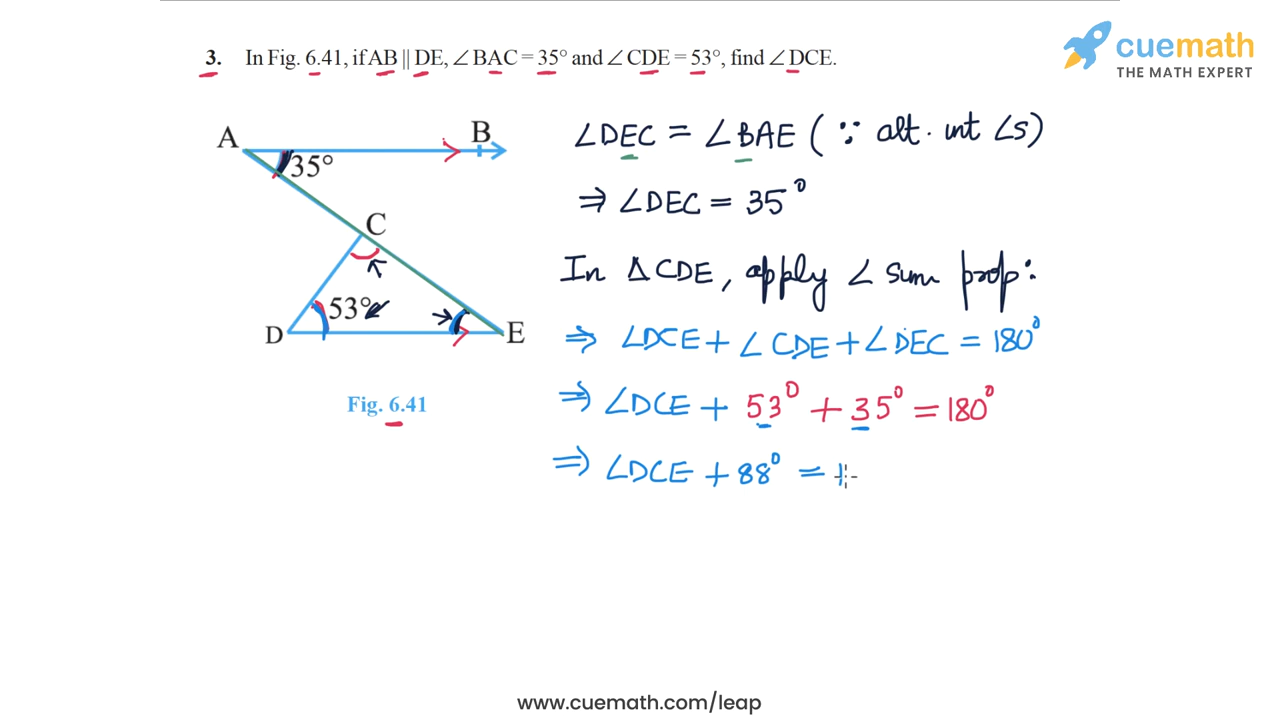 cuemath
THE MATH EXPERT
3. In Fig. 6.41, if AB || DE, ∠BAC = 35° and ∠CDE = 53°, find ∠DCE.
A
B
35°
C
53°
D
E
Fig. 6.41
∠DEC = ∠BAE (∵ alt. int ∠s)
⇒ ∠DEC = 35°
In ΔCDE, apply ∠ sum prop:
⇒ ∠DCE + ∠CDE + ∠DEC = 180°
⇒ ∠DCE + 53° + 35° = 180°
⇒ ∠DCE + 88° =
www.cuemath.com/leap